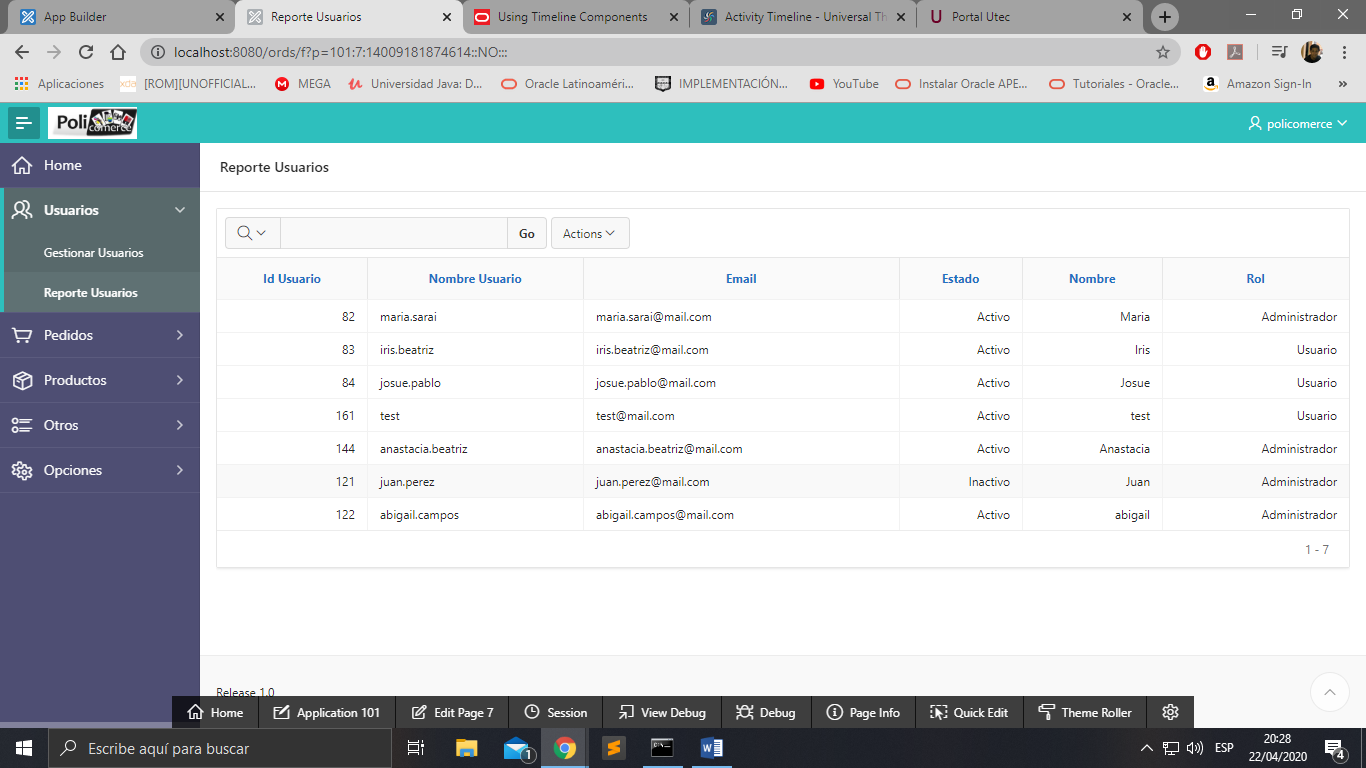 App Builder
Reporte Usuarios
Using Timeline Components
Activity Timeline - Universal Th
Portal Utec
localhost:8080/ords/f?p=101:7:14009181874614::NO:::
Aplicaciones
[ROM][UNOFFICIAL...
MEGA
Universidad Java: D...
Oracle Latinoaméri...
IMPLEMENTACIÓN...
YouTube
Instalar Oracle APE...
Tutoriales - Oracle...
Amazon Sign-In
»
Poli comerce
policomerce
Home
Usuarios
Gestionar Usuarios
Reporte Usuarios
Pedidos
Productos
Otros
Opciones
Reporte Usuarios
Go
Actions
Id Usuario Nombre Usuario Email Estado Nombre Rol
82 maria.sarai maria.sarai@mail.com Activo Maria Administrador
83 iris.beatriz iris.beatriz@mail.com Activo Iris Usuario
84 josue.pablo josue.pablo@mail.com Activo Josue Usuario
161 test test@mail.com Activo test Usuario
144 anastacia.beatriz anastacia.beatriz@mail.com Activo Anastacia Administrador
121 juan.perez juan.perez@mail.com Inactivo Juan Administrador
122 abigail.campos abigail.campos@mail.com Activo abigail Administrador
1 - 7
Release 1.0
Home
Application 101
Edit Page 7
Session
View Debug
Debug
Page Info
Quick Edit
Theme Roller
Escribe aquí para buscar
1
ESP
20:28
22/04/2020
4